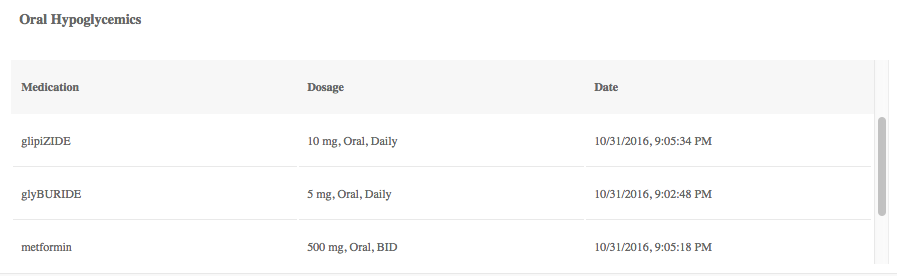 Oral Hypoglycemics
Medication Dosage Date
glipiZIDE 10 mg, Oral, Daily 10/31/2016, 9:05:34 PM
glyBURIDE 5 mg, Oral, Daily 10/31/2016, 9:02:48 PM
metformin 500 mg, Oral, BID 10/31/2016, 9:05:18 PM